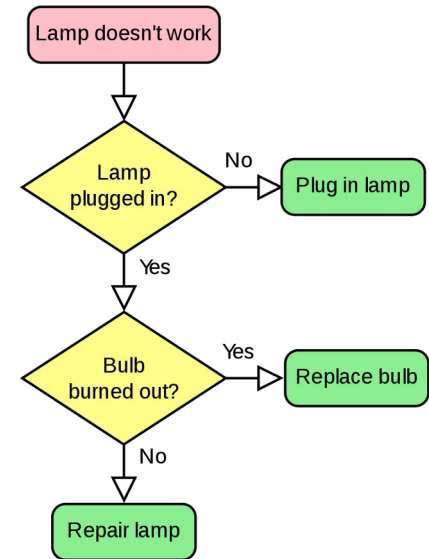 Lamp doesn't work
Lamp
plugged in?
No
Plug in lamp
Yes
Bulb
burned out?
Yes
Replace bulb
No
Repair lamp